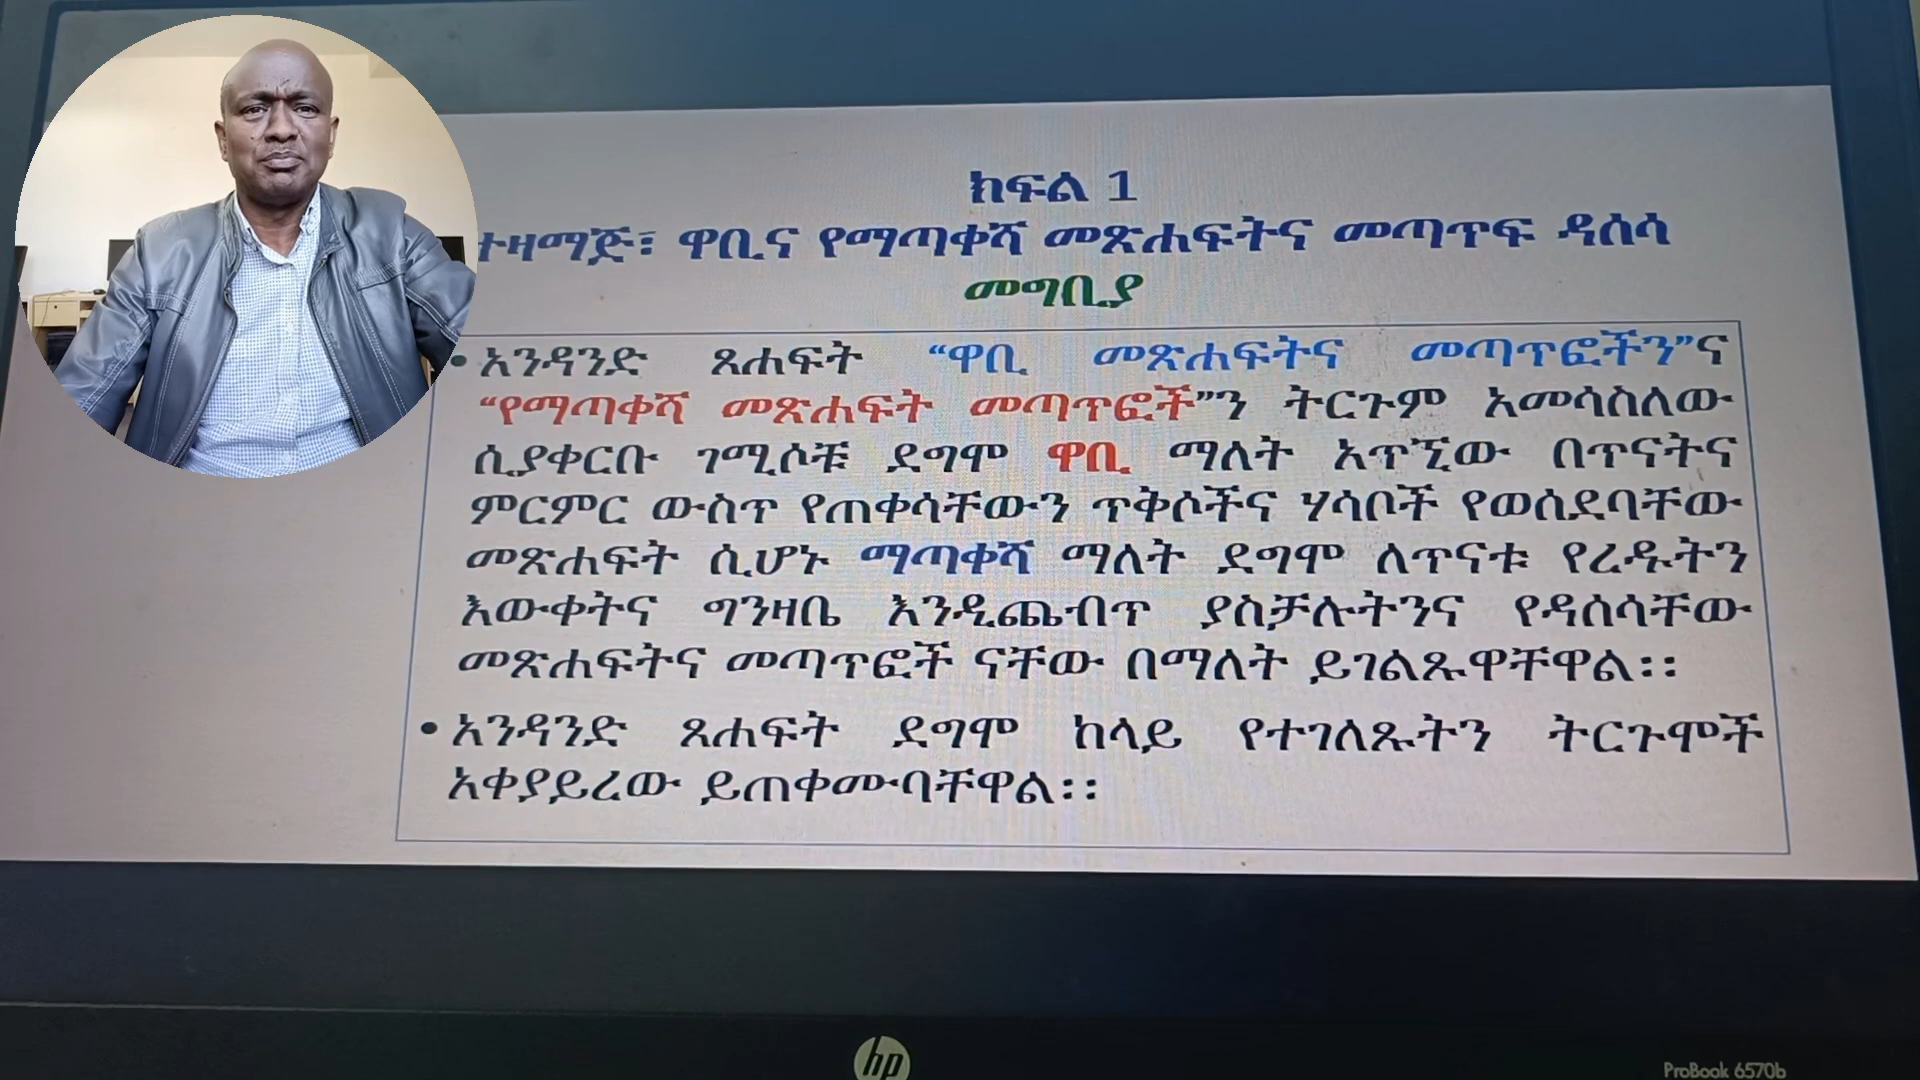 ክፍል 1
ተዛማጅ፣ ዋቢና የማጣቀሻ መጽሐፍትና መጣጥፍ ዳሰሳ
መግቢያ
• አንዳንድ ጸሐፍት “ዋቢ መጽሐፍትና መጣጥፎችን”ና
“የማጣቀሻ መጽሐፍት መጣጥፎች”ን ትርጉም አመሳስለው
ሲያቀርቡ ገሚሶቹ ደግሞ ዋቢ ማለት አጥኚው በጥናትና
ምርምር ውስጥ የጠቀሳቸውን ጥቅሶችና ሃሳቦች የወሰደባቸው
መጽሐፍት ሲሆኑ ማጣቀሻ ማለት ደግሞ ለጥናቱ የረዱትን
እውቀትና ግንዛቤ እንዲጨብጥ ያስቻሉትንና የዳሰሳቸው
መጽሐፍትና መጣጥፎች ናቸው በማለት ይገልጹዋቸዋል፡፡
• አንዳንድ ጸሐፍት ደግሞ ከላይ የተገለጹትን ትርጉሞች
አቀያይረው ይጠቀሙባቸዋል፡፡
hp
ProBook 6570b